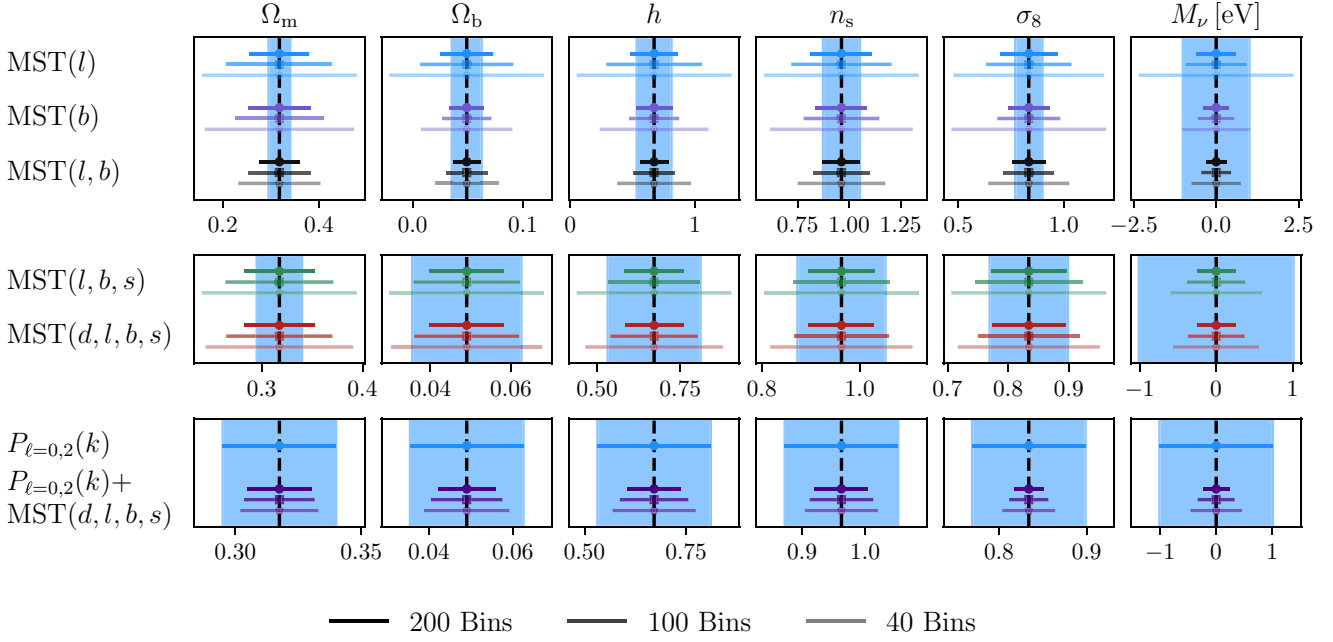 Ωm Ωb h ns σ8 Mν [eV]
MST(l)
MST(b)
MST(l, b)
0.2 0.4 0.0 0.1 0 1 0.75 1.00 1.25 0.5 1.0 −2.5 0.0 2.5
MST(l, b, s)
MST(d, l, b, s)
0.3 0.4 0.04 0.06 0.50 0.75 0.8 1.0 0.7 0.8 0.9 −1 0 1
Pℓ=0,2(k)
Pℓ=0,2(k)+
MST(d, l, b, s)
0.30 0.35 0.04 0.06 0.50 0.75 0.9 1.0 0.8 0.9 −1 0 1
200 Bins 100 Bins 40 Bins